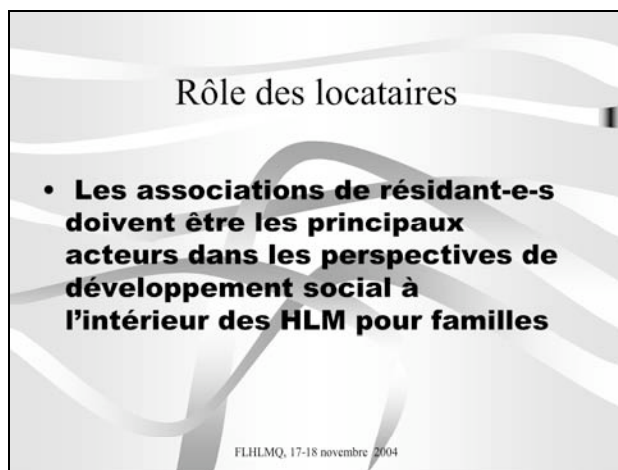 Rôle des locataires
• Les associations de résidant-e-s
doivent être les principaux
acteurs dans les perspectives de
développement social à
l'intérieur des HLM pour familles
FLHLMQ, 17-18 novembre 2004